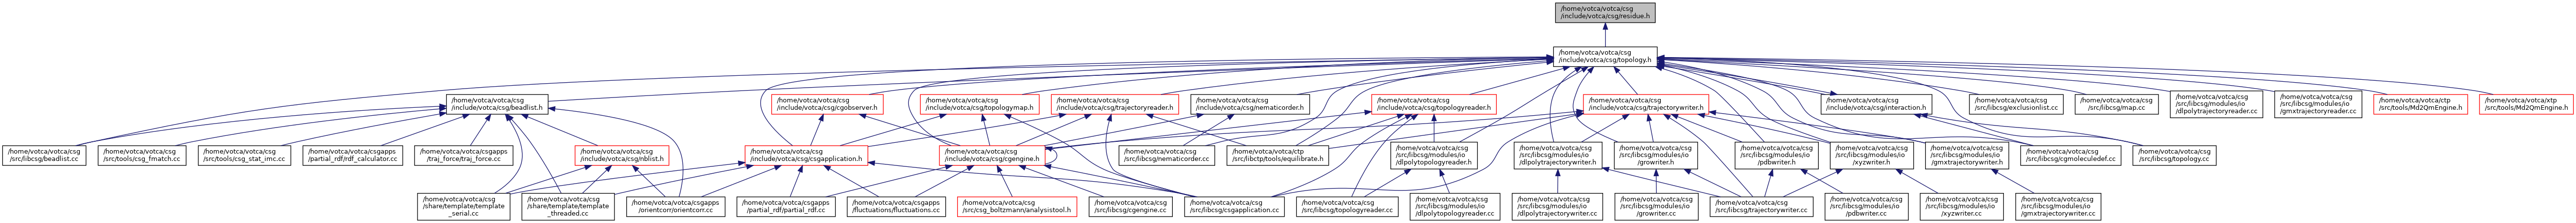 /home/votca/votca/csg
/include/votca/csg/residue.h
/home/votca/votca/csg
/include/votca/csg/topology.h
/home/votca/votca/csg
/include/votca/csg/beadlist.h
/home/votca/votca/csg
/include/votca/csg/cgobserver.h
/home/votca/votca/csg
/include/votca/csg/topologymap.h
/home/votca/votca/csg
/include/votca/csg/trajectoryreader.h
/home/votca/votca/csg
/include/votca/csg/nematicorder.h
/home/votca/votca/csg
/include/votca/csg/topologyreader.h
/home/votca/votca/csg
/include/votca/csg/trajectorywriter.h
/home/votca/votca/csg
/include/votca/csg/interaction.h
/home/votca/votca/csg
/src/libcsg/exclusionlist.cc
/home/votca/votca/csg
/src/libcsg/map.cc
/home/votca/votca/csg
/src/libcsg/modules/io
/dlpolytrajectoryreader.cc
/home/votca/votca/csg
/src/libcsg/modules/io
/gmxtrajectoryreader.cc
/home/votca/votca/ctp
/src/tools/Md2QmEngine.h
/home/votca/votca/xtp
/src/tools/Md2QmEngine.h
/home/votca/votca/csg
/src/libcsg/beadlist.cc
/home/votca/votca/csg
/src/tools/csg_fmatch.cc
/home/votca/votca/csg
/src/tools/csg_stat_imc.cc
/home/votca/votca/csgapps
/partial_rdf/rdf_calculator.cc
/home/votca/votca/csgapps
/traj_force/traj_force.cc
/home/votca/votca/csg
/include/votca/csg/nblist.h
/home/votca/votca/csg
/include/votca/csg/csgapplication.h
/home/votca/votca/csg
/include/votca/csg/cgengine.h
/home/votca/votca/csg
/src/libcsg/nematicorder.cc
/home/votca/votca/ctp
/src/libctp/tools/equilibrate.h
/home/votca/votca/csg
/src/libcsg/modules/io
/dlpolytopologyreader.h
/home/votca/votca/csg
/src/libcsg/modules/io
/dlpolytrajectorywriter.h
/home/votca/votca/csg
/src/libcsg/modules/io
/growriter.h
/home/votca/votca/csg
/src/libcsg/modules/io
/pdbwriter.h
/home/votca/votca/csg
/src/libcsg/modules/io
/xyzwriter.h
/home/votca/votca/csg
/src/libcsg/modules/io
/gmxtrajectorywriter.h
/home/votca/votca/csg
/src/libcsg/cgmoleculedef.cc
/home/votca/votca/csg
/src/libcsg/topology.cc
/home/votca/votca/csg
/share/template/template
_serial.cc
/home/votca/votca/csg
/share/template/template
_threaded.cc
/home/votca/votca/csgapps
/orientcorr/orientcorr.cc
/home/votca/votca/csgapps
/partial_rdf/partial_rdf.cc
/home/votca/votca/csgapps
/fluctuations/fluctuations.cc
/home/votca/votca/csg
/src/csg_boltzmann/analysistool.h
/home/votca/votca/csg
/src/libcsg/cgengine.cc
/home/votca/votca/csg
/src/libcsg/csgapplication.cc
/home/votca/votca/csg
/src/libcsg/topologyreader.cc
/home/votca/votca/csg
/src/libcsg/modules/io
/dlpolytopologyreader.cc
/home/votca/votca/csg
/src/libcsg/modules/io
/dlpolytrajectorywriter.cc
/home/votca/votca/csg
/src/libcsg/modules/io
/growriter.cc
/home/votca/votca/csg
/src/libcsg/trajectorywriter.cc
/home/votca/votca/csg
/src/libcsg/modules/io
/pdbwriter.cc
/home/votca/votca/csg
/src/libcsg/modules/io
/xyzwriter.cc
/home/votca/votca/csg
/src/libcsg/modules/io
/gmxtrajectorywriter.cc